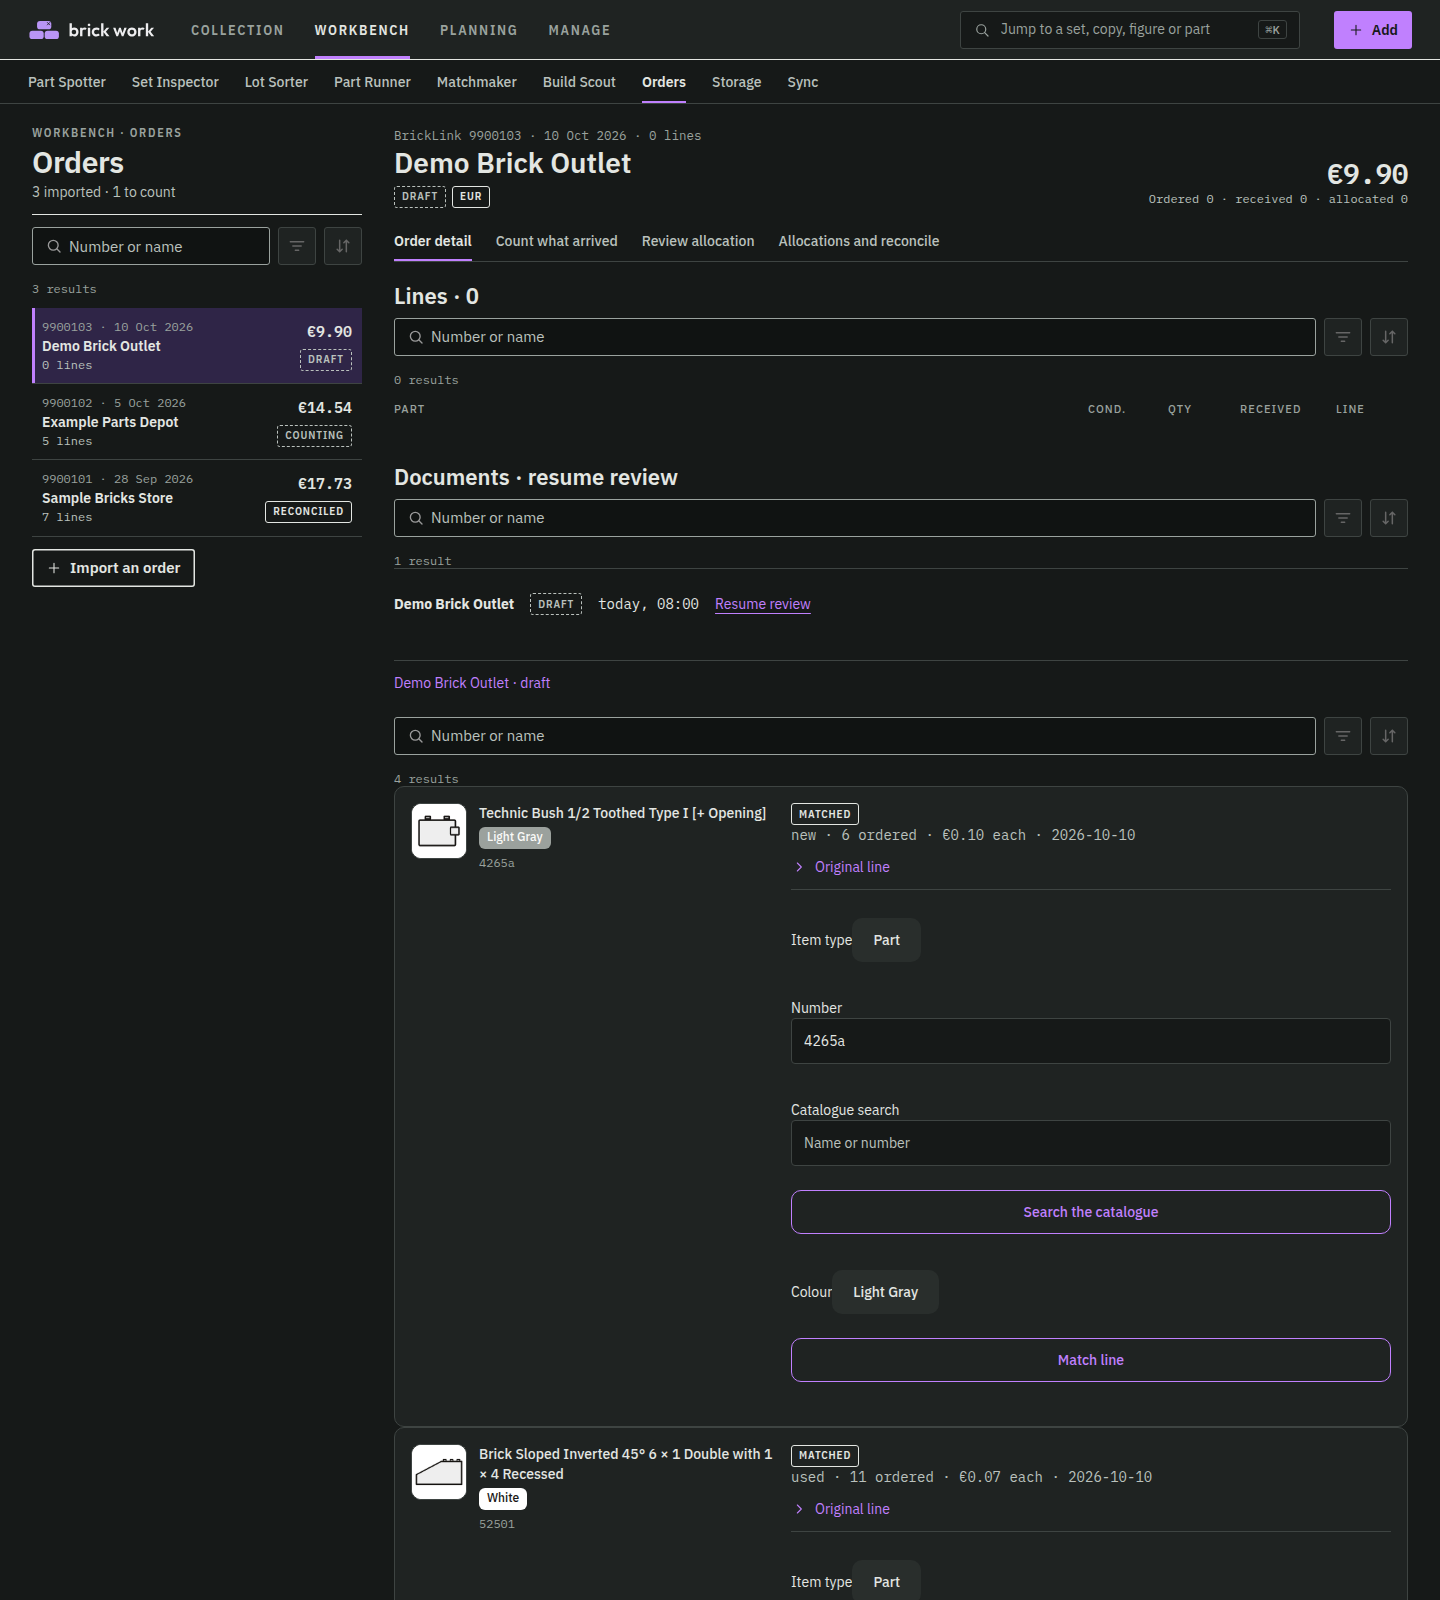 brick work
COLLECTION
WORKBENCH
PLANNING
MANAGE
Jump to a set, copy, figure or part
⌘K
Add
Part Spotter
Set Inspector
Lot Sorter
Part Runner
Matchmaker
Build Scout
Orders
Storage
Sync
WORKBENCH · ORDERS
Orders
3 imported · 1 to count
Number or name
3 results
9900103 · 10 Oct 2026
€9.90
Demo Brick Outlet
DRAFT
0 lines
9900102 · 5 Oct 2026
€14.54
Example Parts Depot
COUNTING
5 lines
9900101 · 28 Sep 2026
€17.73
Sample Bricks Store
RECONCILED
7 lines
Import an order
BrickLink 9900103 · 10 Oct 2026 · 0 lines
Demo Brick Outlet
DRAFT
EUR
€9.90
Ordered 0 · received 0 · allocated 0
Order detail
Count what arrived
Review allocation
Allocations and reconcile
Lines · 0
Number or name
0 results
PART
COND.
QTY
RECEIVED
LINE
Documents · resume review
Number or name
1 result
Demo Brick Outlet
DRAFT
today, 08:00
Resume review
Demo Brick Outlet · draft
Number or name
4 results
Technic Bush 1/2 Toothed Type I [+ Opening]
Light Gray
4265a
MATCHED
new · 6 ordered · €0.10 each · 2026-10-10
Original line
Item type
Part
Number
4265a
Catalogue search
Name or number
Search the catalogue
Colour
Light Gray
Match line
Brick Sloped Inverted 45° 6 × 1 Double with 1
× 4 Recessed
White
52501
MATCHED
used · 11 ordered · €0.07 each · 2026-10-10
Original line
Item type
Part